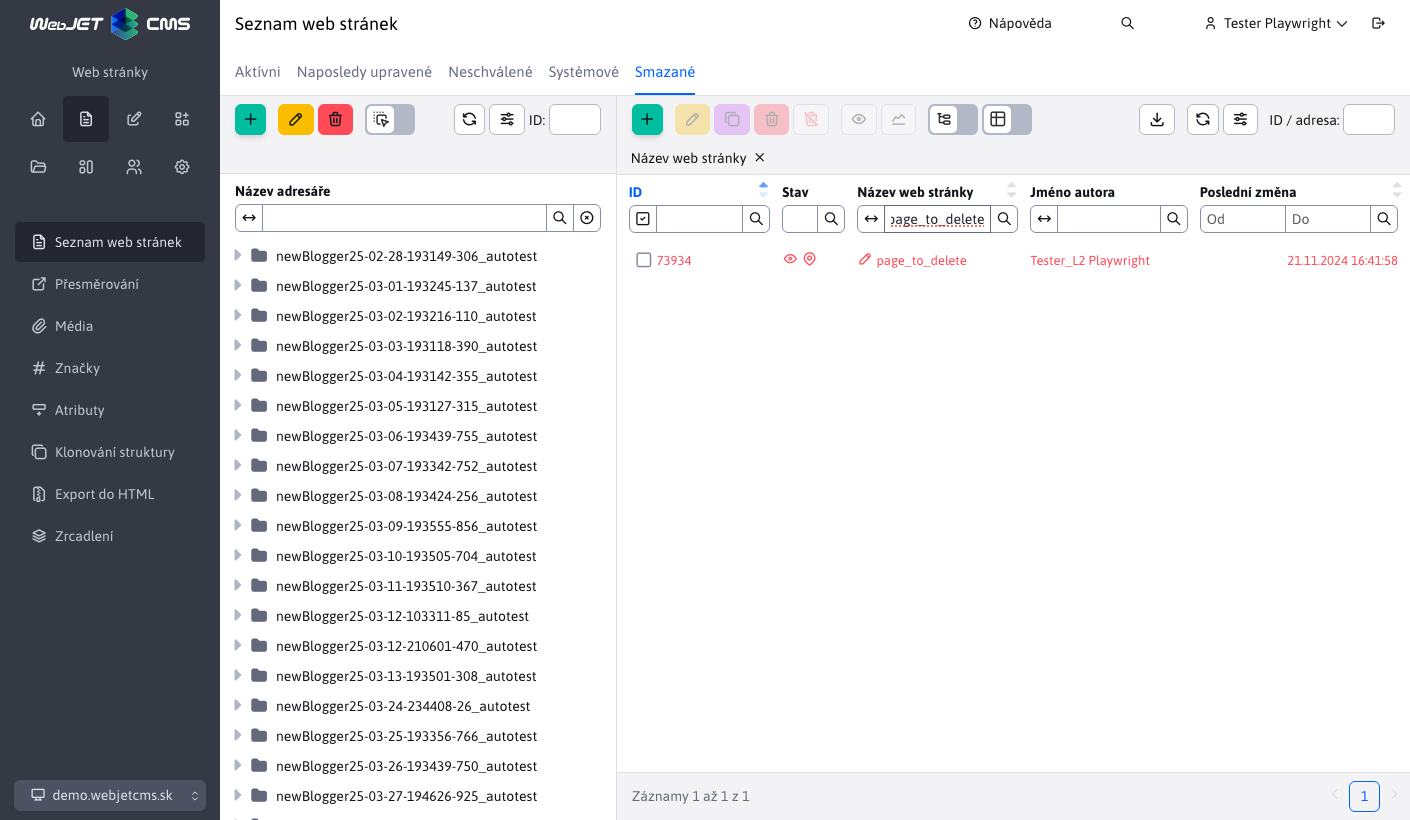 WebJET CMS
Web stránky
Seznam web stránek
Přesměrování
Média
Značky
Atributy
Klonování struktury
Export do HTML
Zrcadlení
demo.webjetcms.sk
Seznam web stránek
Nápověda
Tester Playwright
Aktívni
Naposledy upravené
Neschválené
Systémové
Smazané
ID:
Název adresáře
newBlogger25-02-28-193149-306_autotest
newBlogger25-03-01-193245-137_autotest
newBlogger25-03-02-193216-110_autotest
newBlogger25-03-03-193118-390_autotest
newBlogger25-03-04-193142-355_autotest
newBlogger25-03-05-193127-315_autotest
newBlogger25-03-06-193439-755_autotest
newBlogger25-03-07-193342-752_autotest
newBlogger25-03-08-193424-256_autotest
newBlogger25-03-09-193555-856_autotest
newBlogger25-03-10-193505-704_autotest
newBlogger25-03-11-193510-367_autotest
newBlogger25-03-12-103311-85_autotest
newBlogger25-03-12-210601-470_autotest
newBlogger25-03-13-193501-308_autotest
newBlogger25-03-24-234408-26_autotest
newBlogger25-03-25-193356-766_autotest
newBlogger25-03-26-193439-750_autotest
newBlogger25-03-27-194626-925_autotest
ID / adresa:
Název web stránky
ID
Stav
Název web stránky
Jméno autora
Poslední změna
page_to_delete
Od
Do
73934
page_to_delete
Tester_L2 Playwright
21.11.2024 16:41:58
Záznamy 1 až 1 z 1
1